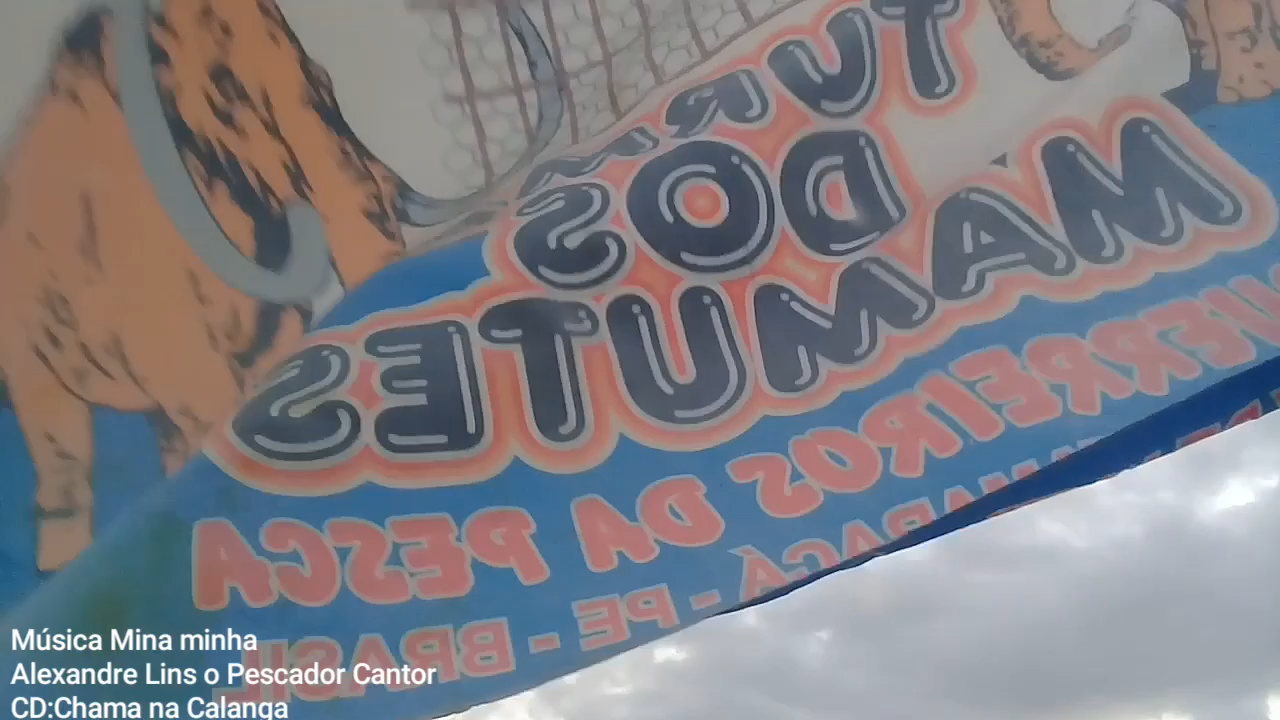 TURMA
DOS
MAMUTES
GUERREIROS DA PESCA
- PE - BRASIL
Música Mina minha
Alexandre Lins o Pescador Cantor
CD:Chama na Calanga